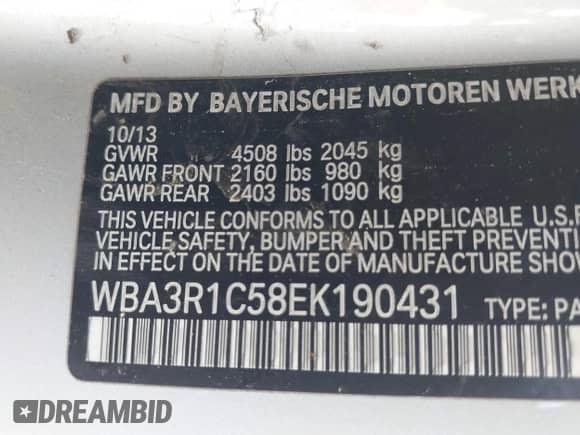 MFD BY BAYERISCHE MOTOREN WERK
10/13
GVWR 4508 lbs 2045 kg
GAWR FRONT 2160 lbs 980 kg
GAWR REAR 2403 lbs 1090 kg
THIS VEHICLE CONFORMS TO ALL APPLICABLE U.S.F
VEHICLE SAFETY, BUMPER AND THEFT PREVENTI
IN EFFECT ON THE DATE OF MANUFACTURE SHO
WBA3R1C58EK190431 TYPE: PA
DREAMBID